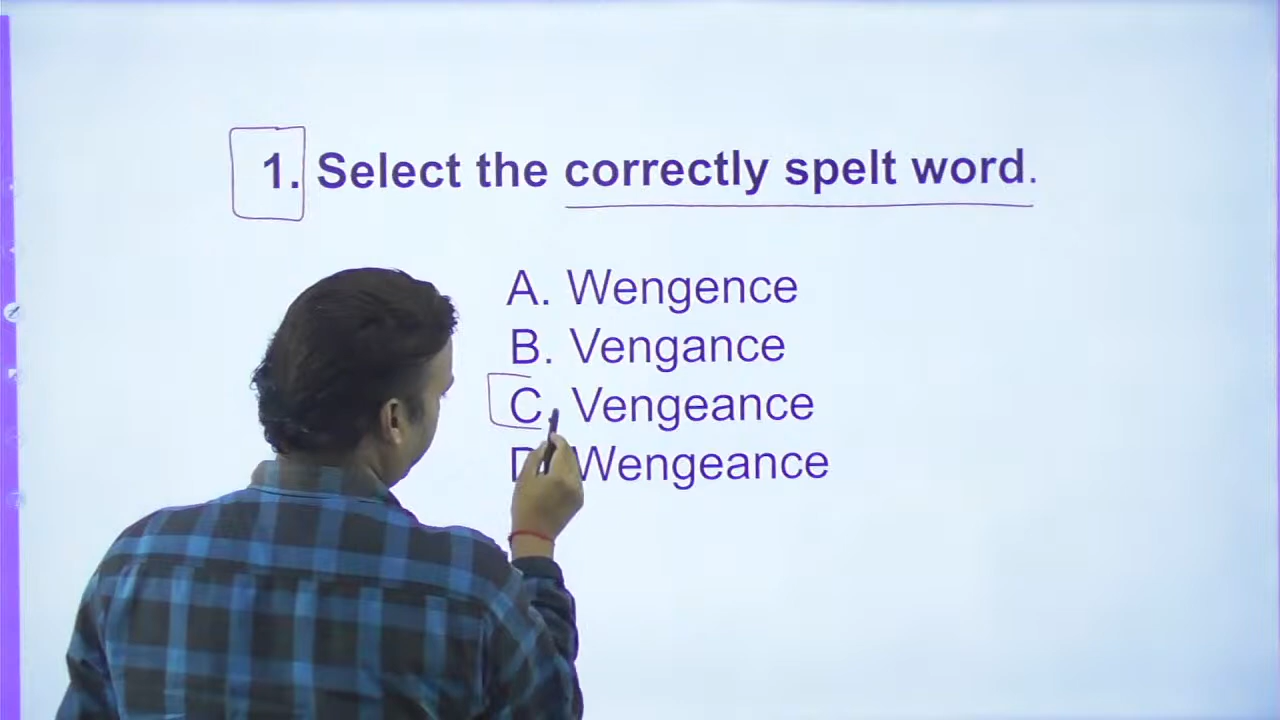 1. Select the correctly spelt word.
A. Wengence
B. Vengance
C. Vengeance
D. Wengeance